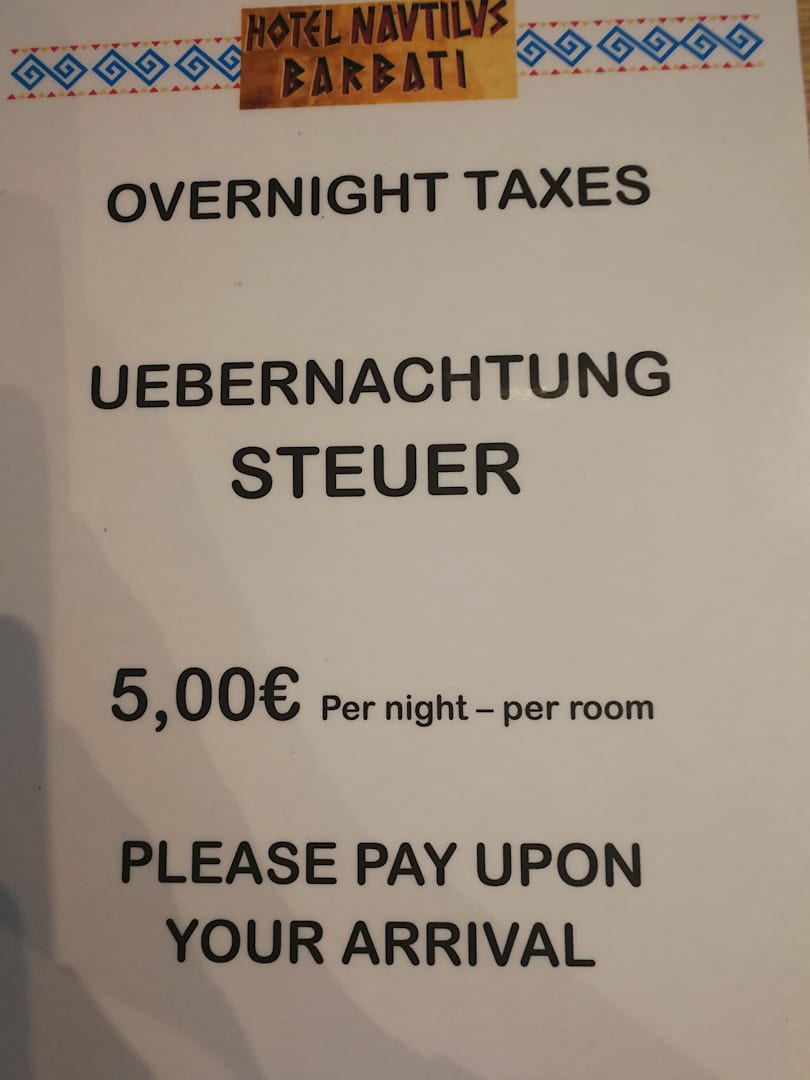 HOTEL NAVTILVS
BARBATI
OVERNIGHT TAXES
UEBERNACHTUNG
STEUER
5,00€ Per night – per room
PLEASE PAY UPON
YOUR ARRIVAL